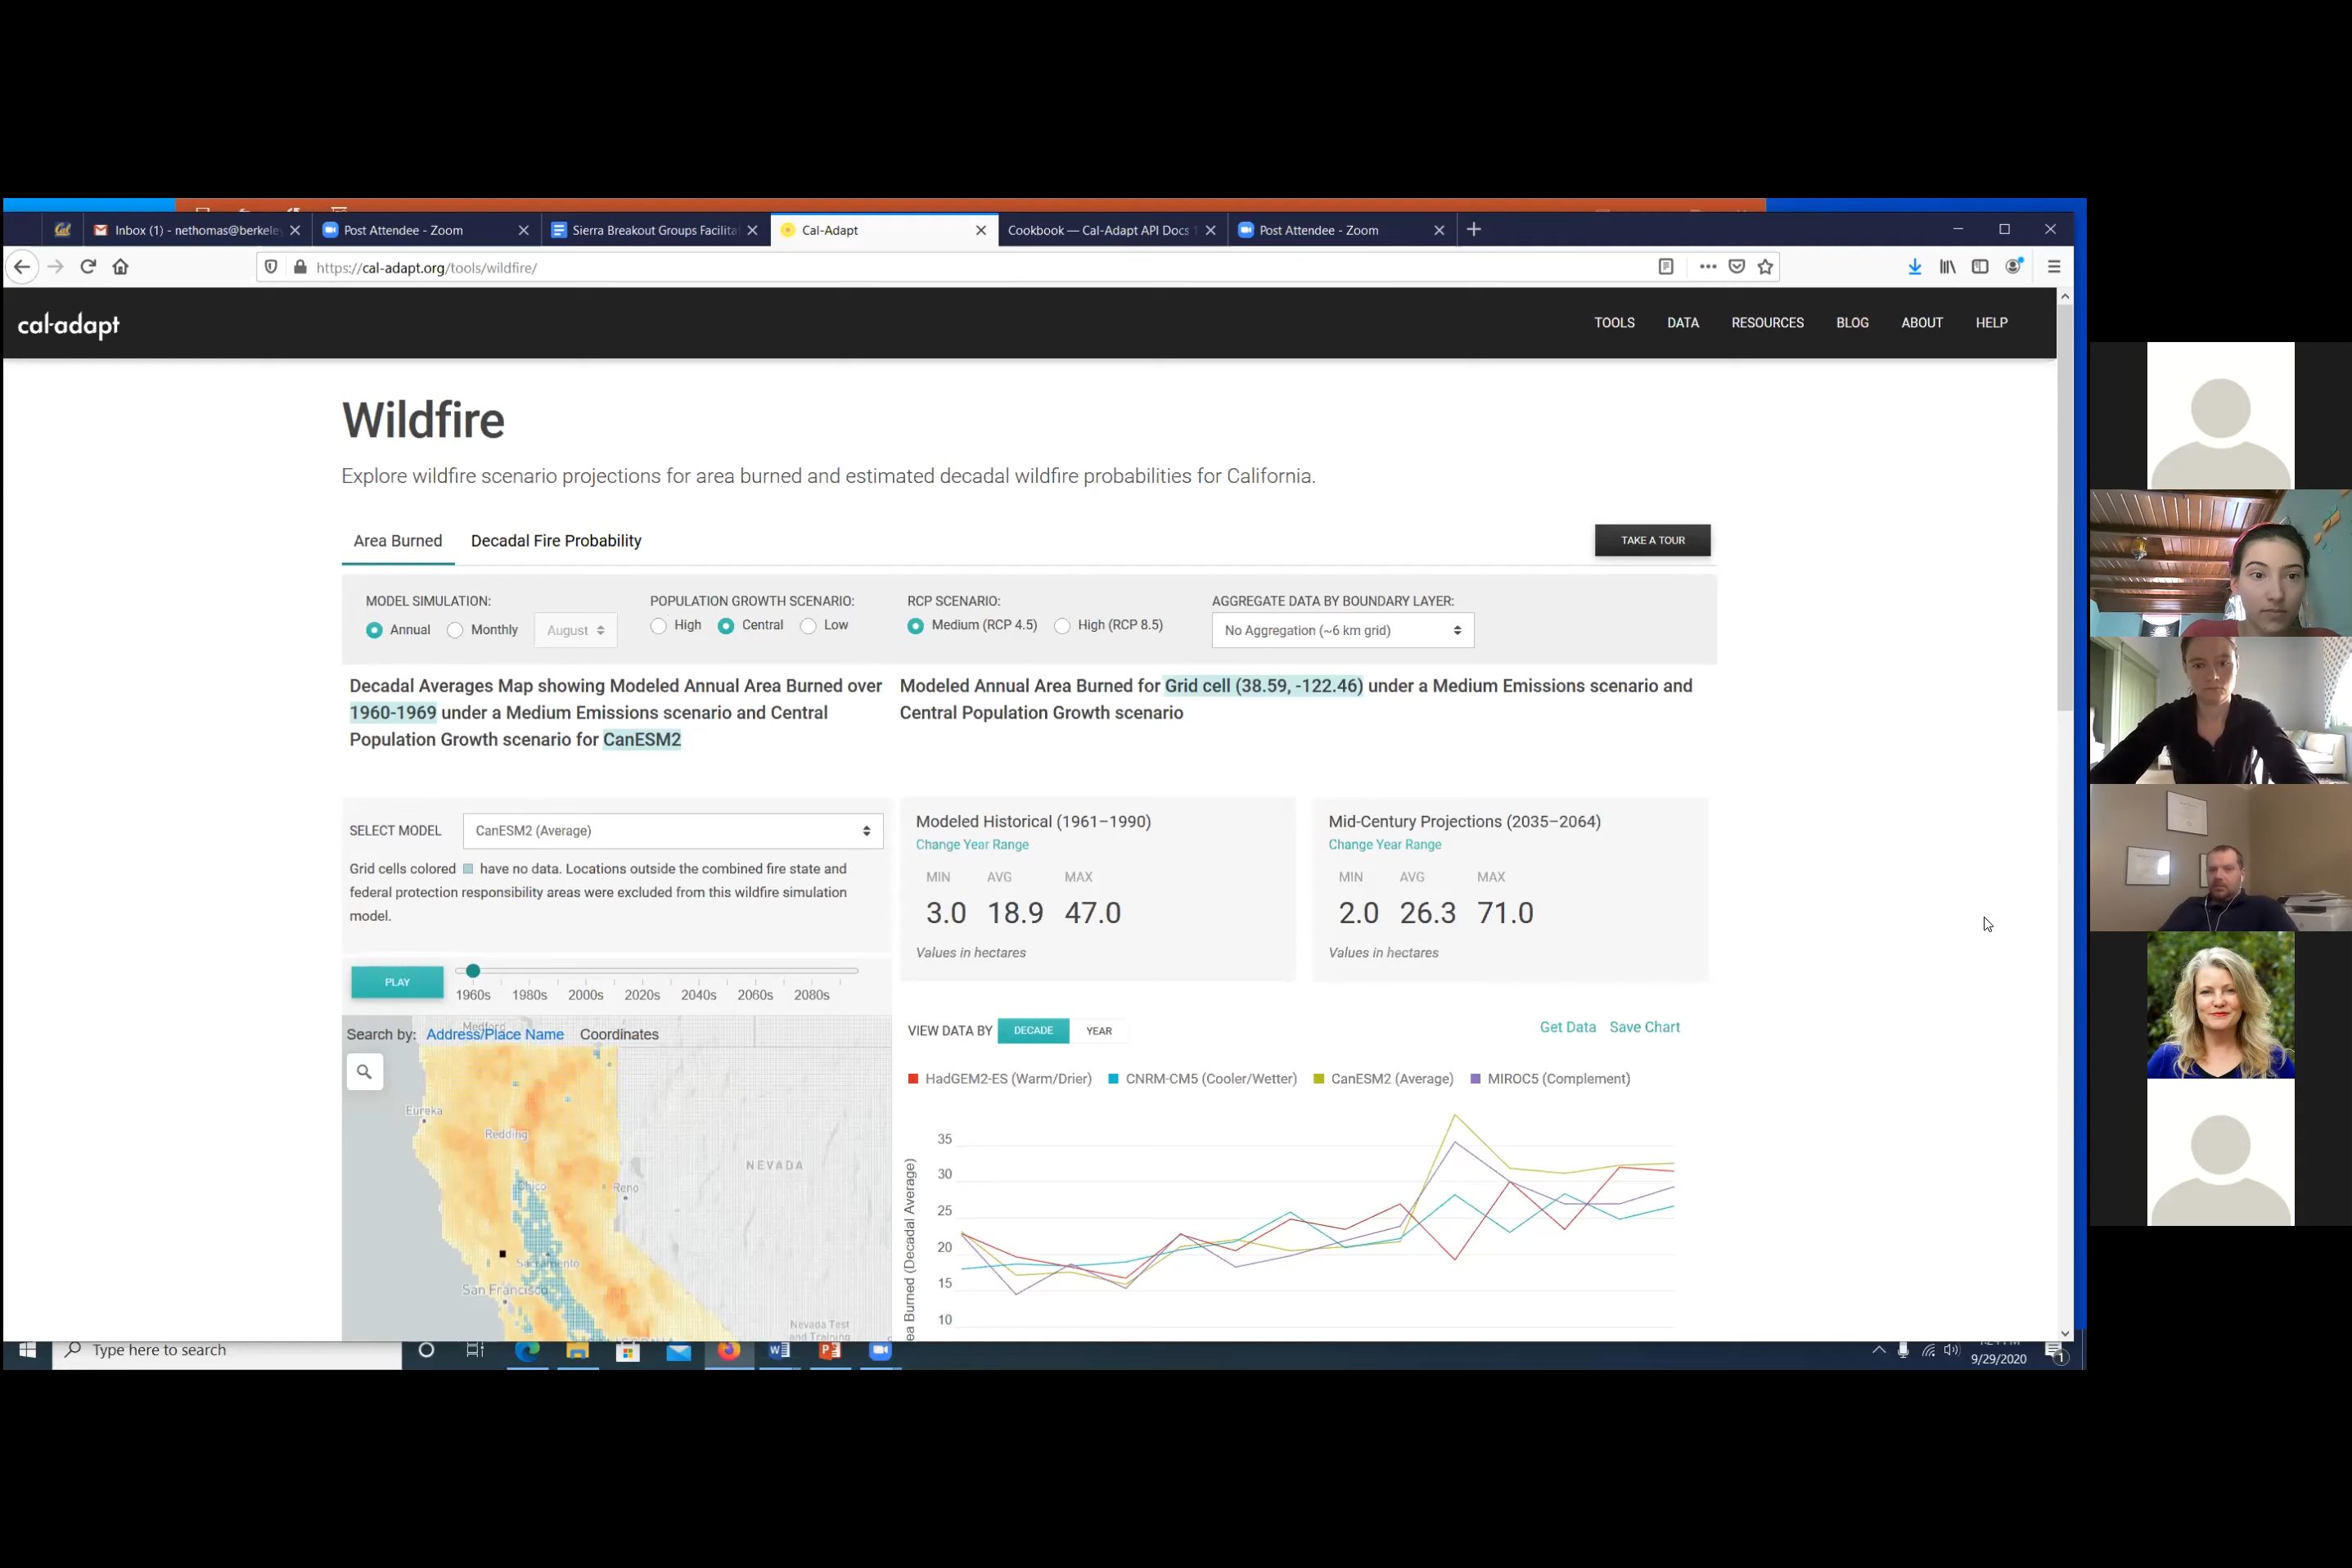 Inbox (1) - nethomas@berkele
Post Attendee - Zoom
Sierra Breakout Groups Facilita
Cal-Adapt
Cookbook — Cal-Adapt API Docs
Post Attendee - Zoom
https://cal-adapt.org/tools/wildfire/
cal-adapt
TOOLS DATA RESOURCES BLOG ABOUT HELP
Wildfire
Explore wildfire scenario projections for area burned and estimated decadal wildfire probabilities for California.
Area Burned Decadal Fire Probability
TAKE A TOUR
MODEL SIMULATION:
Annual Monthly August
POPULATION GROWTH SCENARIO:
High Central Low
RCP SCENARIO:
Medium (RCP 4.5) High (RCP 8.5)
AGGREGATE DATA BY BOUNDARY LAYER:
No Aggregation (~6 km grid)
Decadal Averages Map showing Modeled Annual Area Burned over
1960-1969 under a Medium Emissions scenario and Central
Population Growth scenario for CanESM2
Modeled Annual Area Burned for Grid cell (38.59, -122.46) under a Medium Emissions scenario and
Central Population Growth scenario
SELECT MODEL CanESM2 (Average)
Grid cells colored have no data. Locations outside the combined fire state and
federal protection responsibility areas were excluded from this wildfire simulation
model.
Modeled Historical (1961–1990)
Change Year Range
MIN AVG MAX
3.0 18.9 47.0
Values in hectares
Mid-Century Projections (2035–2064)
Change Year Range
MIN AVG MAX
2.0 26.3 71.0
Values in hectares
PLAY
1960s 1980s 2000s 2020s 2040s 2060s 2080s
Medford
Search by: Address/Place Name Coordinates
Eureka
Redding
NEVADA
Chico
Reno
Sacramento
San Francisco
Nevada Test
and Training
VIEW DATA BY DECADE YEAR
Get Data Save Chart
HadGEM2-ES (Warm/Drier) CNRM-CM5 (Cooler/Wetter) CanESM2 (Average) MIROC5 (Complement)
35
30
25
20
15
10
Burned (Decadal Average)
Type here to search
9/29/2020
1